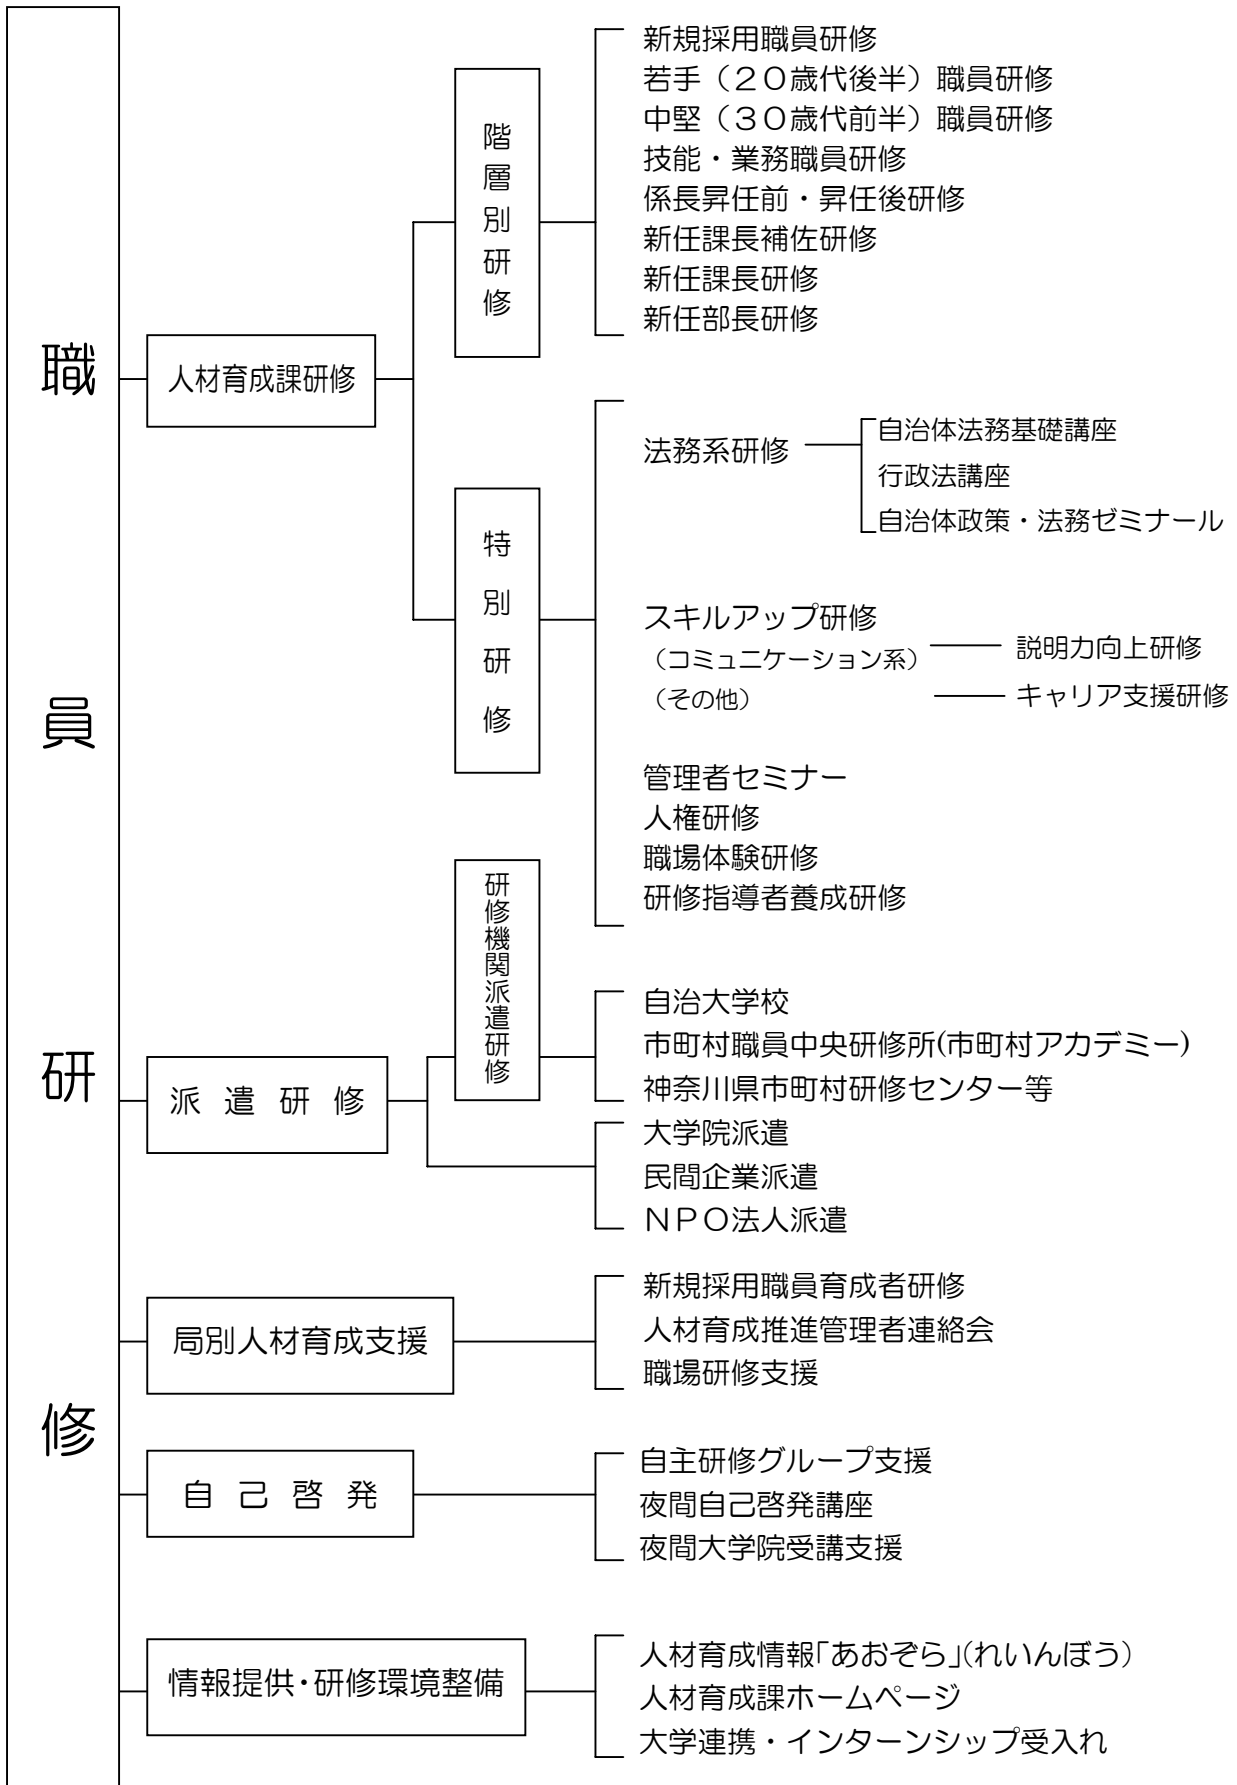 職員研修
人材育成課研修
階層別研修
新規採用職員研修
若手（２０歳代後半）職員研修
中堅（３０歳代前半）職員研修
技能・業務職員研修
係長昇任前・昇任後研修
新任課長補佐研修
新任課長研修
新任部長研修
特別研修
法務系研修
自治体法務基礎講座
行政法講座
自治体政策・法務ゼミナール
スキルアップ研修
（コミュニケーション系）
説明力向上研修
（その他）
キャリア支援研修
管理者セミナー
人権研修
職場体験研修
研修指導者養成研修
派遣研修
研修機関派遣研修
自治大学校
市町村職員中央研修所(市町村アカデミー)
神奈川県市町村研修センター等
大学院派遣
民間企業派遣
ＮＰＯ法人派遣
局別人材育成支援
新規採用職員育成者研修
人材育成推進管理者連絡会
職場研修支援
自己啓発
自主研修グループ支援
夜間自己啓発講座
夜間大学院受講支援
情報提供・研修環境整備
人材育成情報「あおぞら」（れいんぼう）
人材育成課ホームページ
大学連携・インターンシップ受入れ